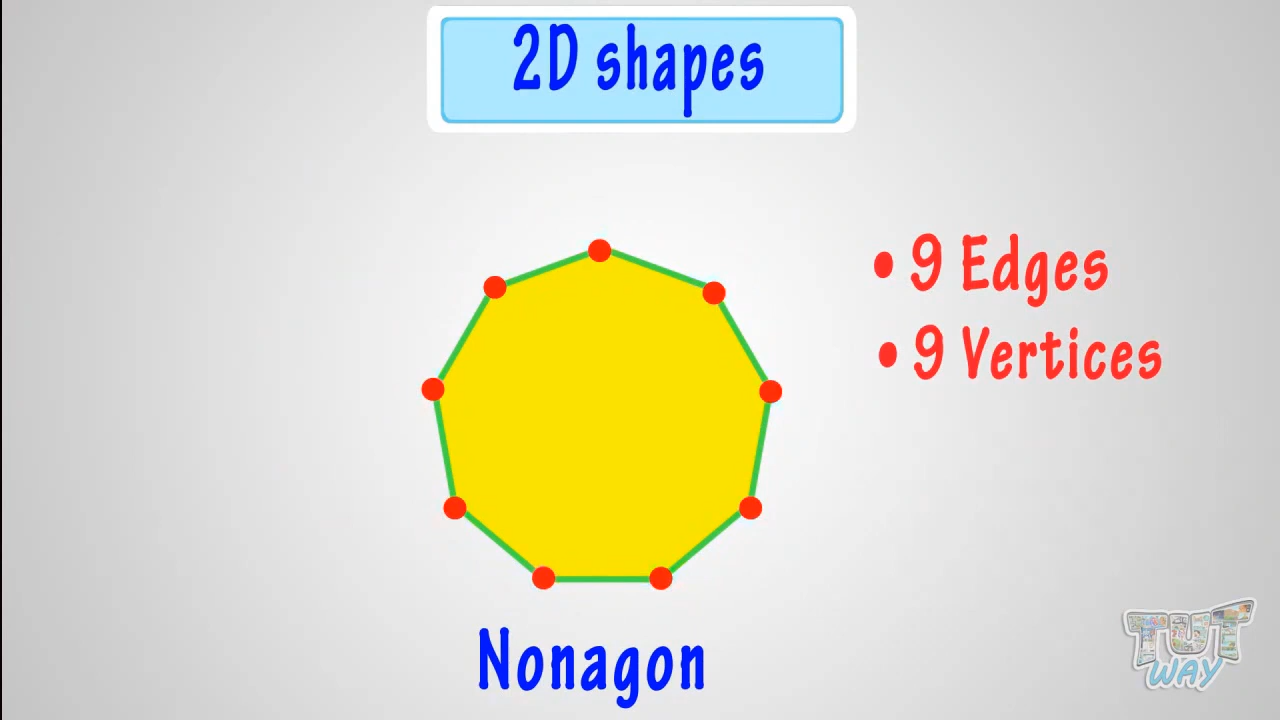 2D shapes
• 9 Edges
• 9 Vertices
Nonagon
TUT
WAY